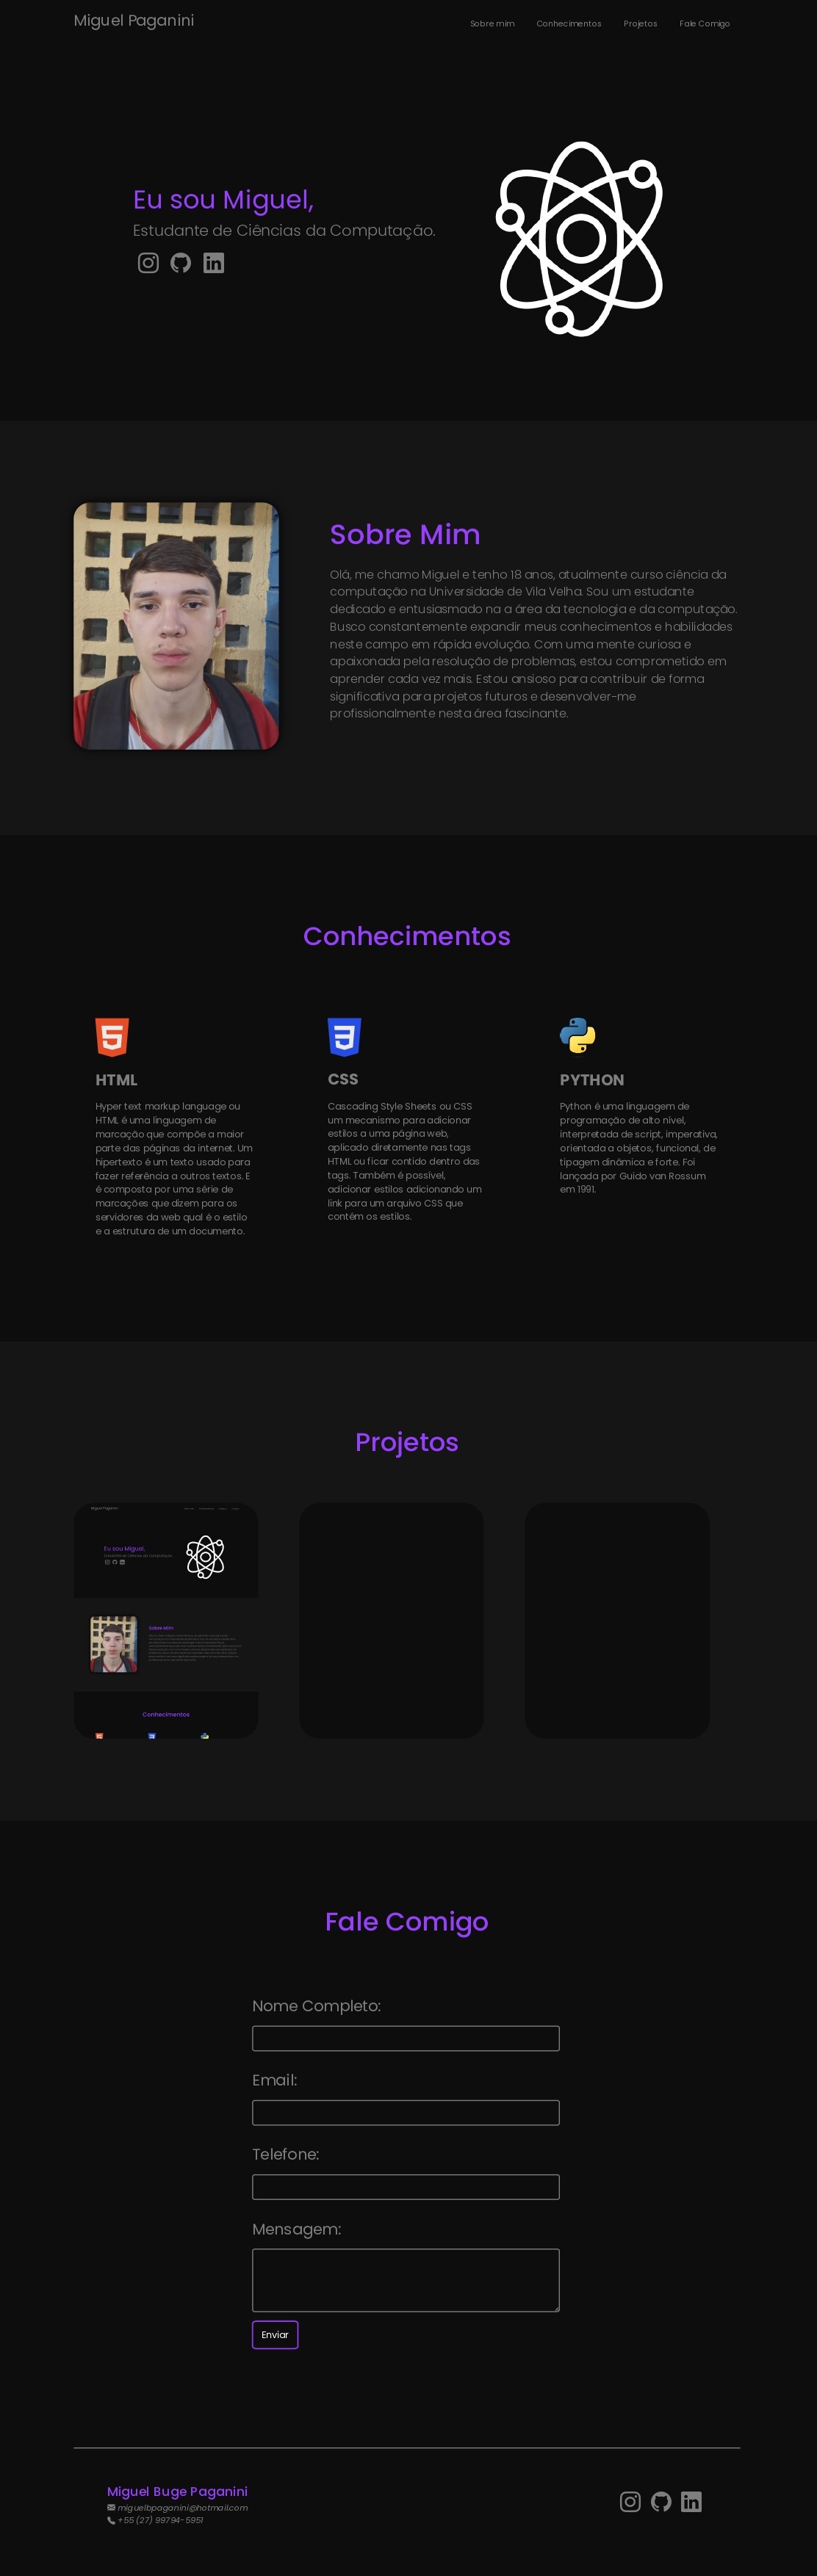 Miguel Paganini
Sobre mim Conhecimentos Projetos Fale Comigo
Eu sou Miguel,
Estudante de Ciências da Computação.
Sobre Mim
Olá, me chamo Miguel e tenho 18 anos, atualmente curso ciência da
computação na Universidade de Vila Velha. Sou um estudante
dedicado e entusiasmado na a área da tecnologia e da computação.
Busco constantemente expandir meus conhecimentos e habilidades
neste campo em rápida evolução. Com uma mente curiosa e
apaixonada pela resolução de problemas, estou comprometido em
aprender cada vez mais. Estou ansioso para contribuir de forma
significativa para projetos futuros e desenvolver-me
profissionalmente nesta área fascinante.
Conhecimentos
HTML
Hyper text markup language ou
HTML é uma linguagem de
marcação que compõe a maior
parte das páginas da internet. Um
hipertexto é um texto usado para
fazer referência a outros textos. E
é composta por uma série de
marcações que dizem para os
servidores da web qual é o estilo
e a estrutura de um documento.
CSS
Cascading Style Sheets ou CSS
um mecanismo para adicionar
estilos a uma página web,
aplicado diretamente nas tags
HTML ou ficar contido dentro das
tags. Também é possível,
adicionar estilos adicionando um
link para um arquivo CSS que
contém os estilos.
PYTHON
Python é uma linguagem de
programação de alto nível,
interpretada de script, imperativa,
orientada a objetos, funcional, de
tipagem dinâmica e forte. Foi
lançada por Guido van Rossum
em 1991.
Projetos
Miguel Paganini
Eu sou Miguel,
Estudante de Ciências da Computação.
Sobre Mim
Conhecimentos
Fale Comigo
Nome Completo:
Email:
Telefone:
Mensagem:
Enviar
Miguel Buge Paganini
miguelbpaganini@hotmail.com
+55 (27) 99794-5951